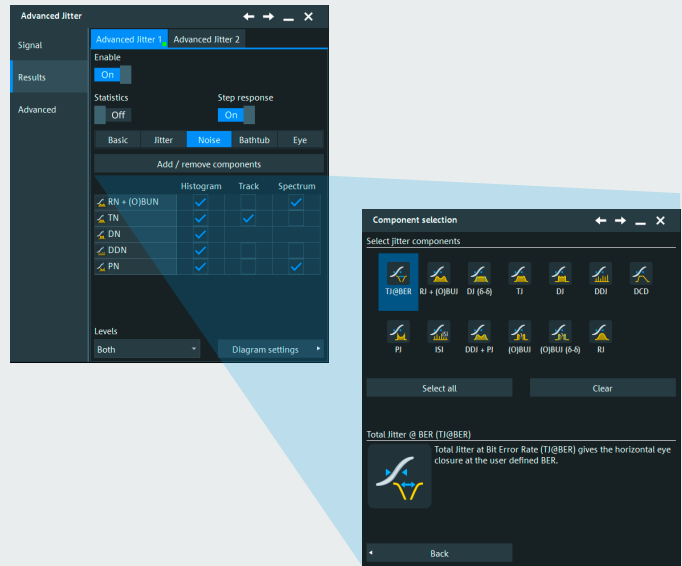 Advanced Jitter
Signal
Results
Advanced
Advanced Jitter 1
Advanced Jitter 2
Enable
On
Statistics
Step response
Off
On
Basic
Jitter
Noise
Bathtub
Eye
Add / remove components
Histogram
Track
Spectrum
RN + (O)BUN
TN
DN
DDN
PN
Levels
Both
Diagram settings
Component selection
Select jitter components
TJ@BER
RJ + (O)BUJ
DJ (δ-δ)
TJ
DJ
DDJ
DCD
PJ
ISI
DDJ + PJ
(O)BUJ
(O)BUJ (δ-δ)
RJ
Select all
Clear
Total Jitter @ BER (TJ@BER)
Total Jitter at Bit Error Rate (TJ@BER) gives the horizontal eye
closure at the user defined BER.
Back